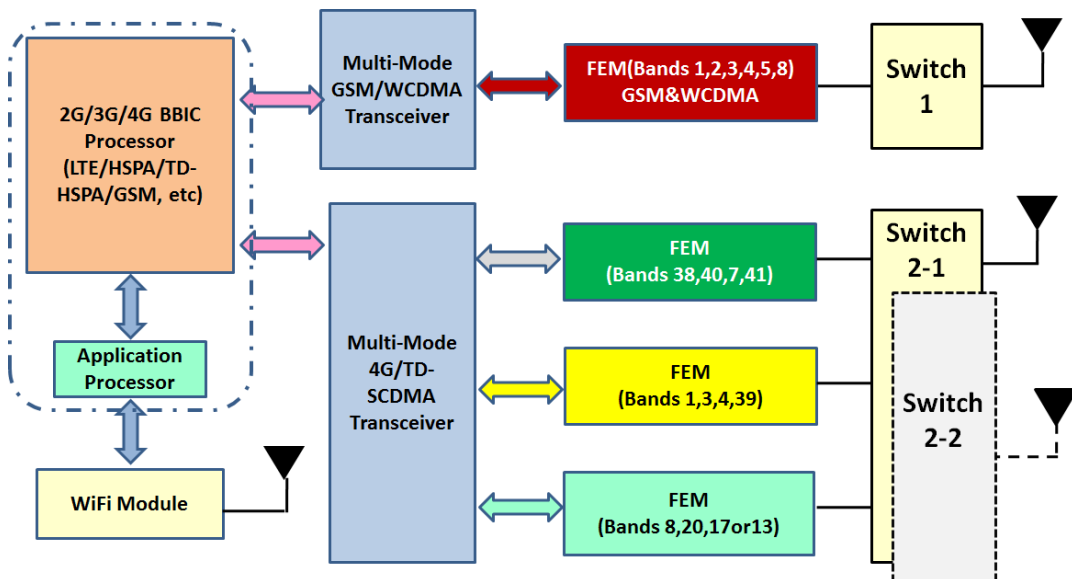 2G/3G/4G BBIC
Processor
(LTE/HSPA/TD-
HSPA/GSM, etc)
Application
Processor
WiFi Module
Multi-Mode
GSM/WCDMA
Transceiver
Multi-Mode
4G/TD-
SCDMA
Transceiver
FEM(Bands 1,2,3,4,5,8)
GSM&WCDMA
FEM
(Bands 38,40,7,41)
FEM
(Bands 1,3,4,39)
FEM
(Bands 8,20,17or13)
Switch
1
Switch
2-1
Switch
2-2